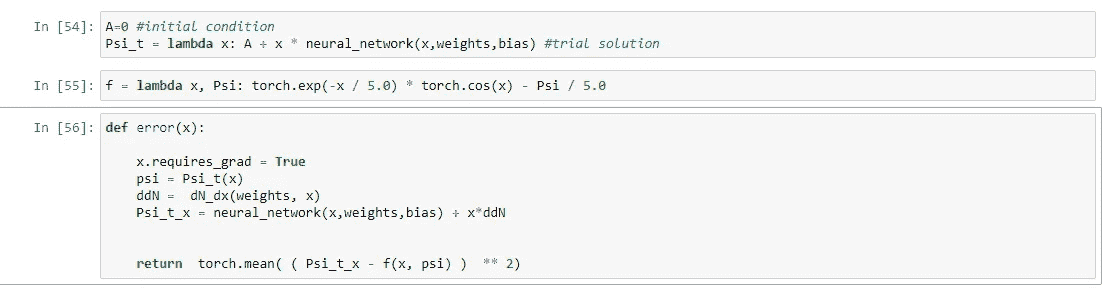 In [54]: A=0 #initial condition
Psi_t = lambda x: A + x * neural_network(x,weights,bias) #trial solution
In [55]: f = lambda x, Psi: torch.exp(-x / 5.0) * torch.cos(x) - Psi / 5.0
In [56]: def error(x):
x.requires_grad = True
psi = Psi_t(x)
ddN = dN_dx(weights, x)
Psi_t_x = neural_network(x,weights,bias) + x*ddN
return torch.mean( ( Psi_t_x - f(x, psi) ) ** 2)